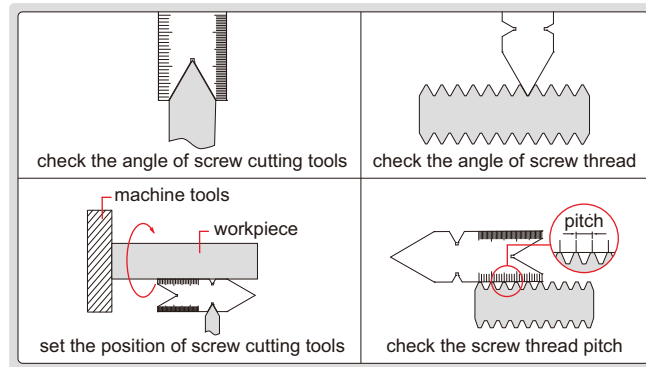 check the angle of screw cutting tools
check the angle of screw thread
machine tools
workpiece
set the position of screw cutting tools
pitch
check the screw thread pitch